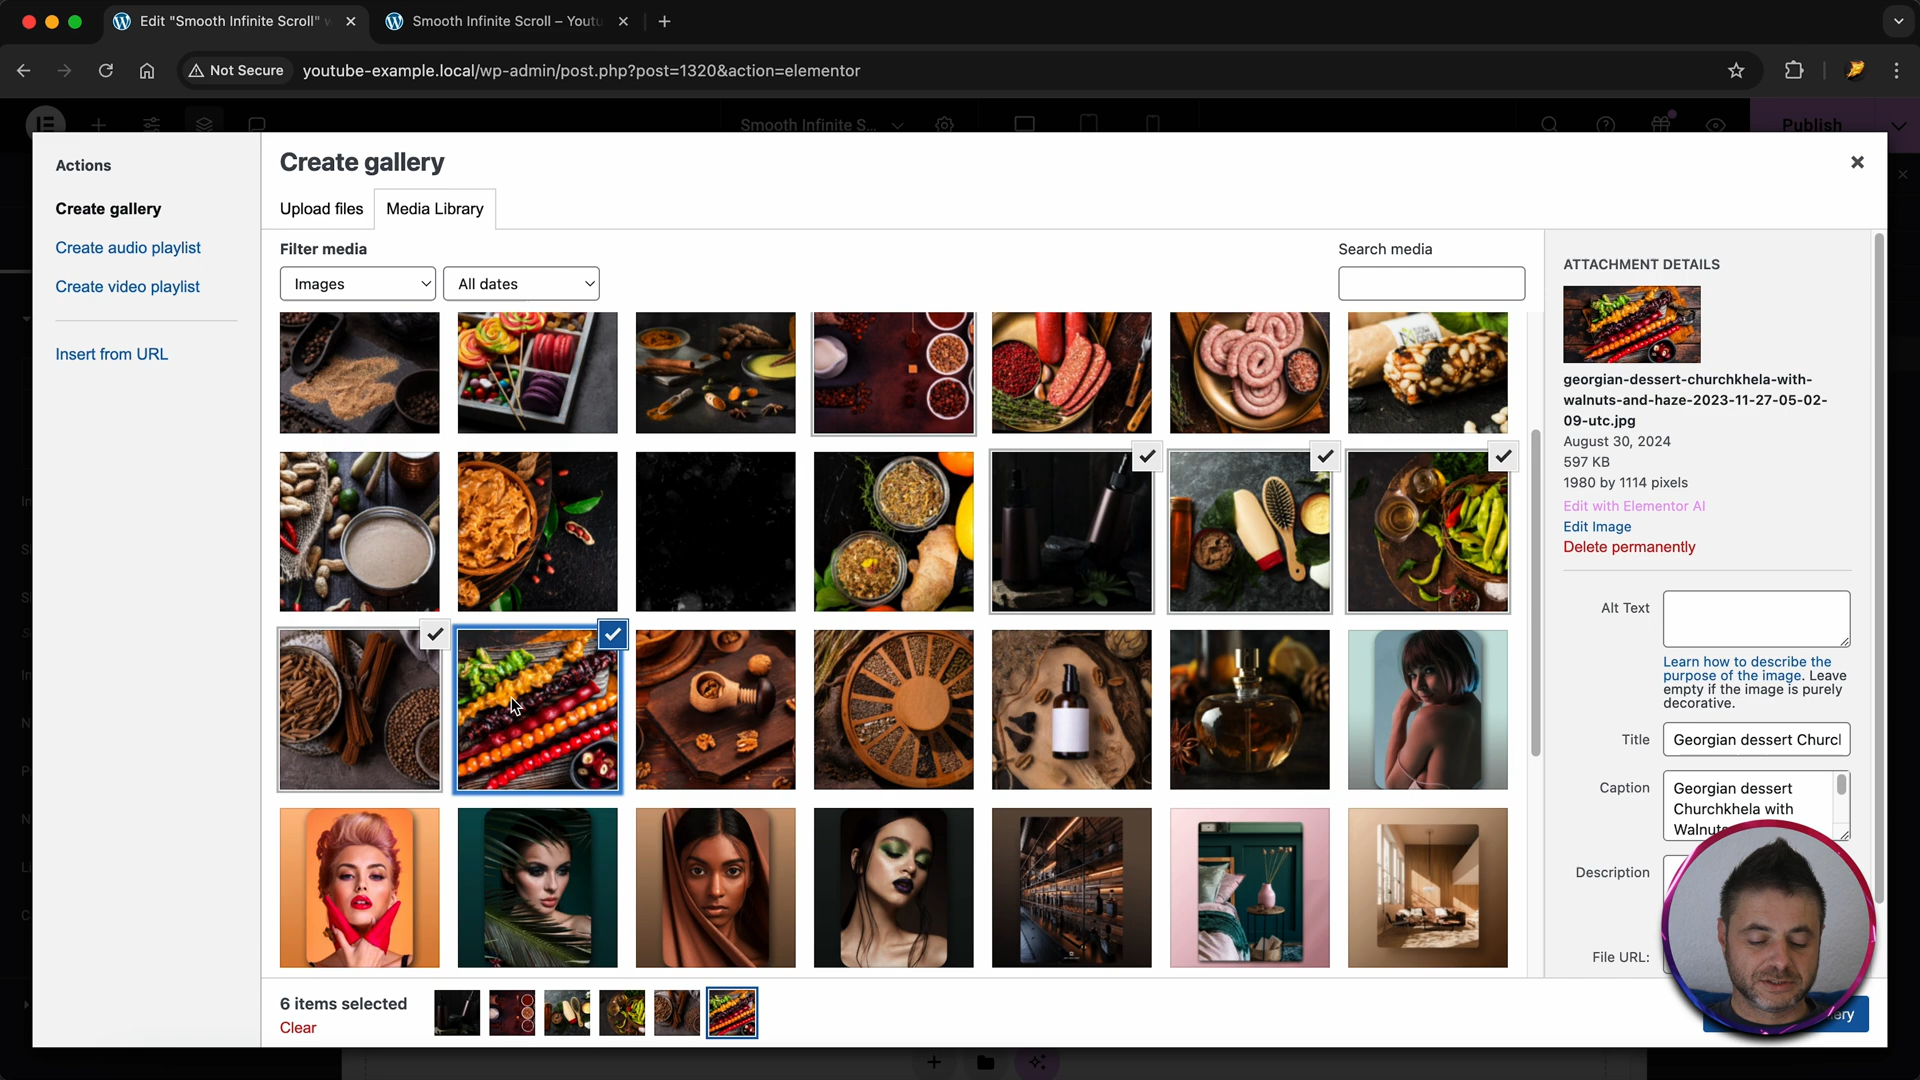 Edit "Smooth Infinite Scroll" w
Smooth Infinite Scroll – Youtu
Not Secure
youtube-example.local/wp-admin/post.php?post=1320&action=elementor
Smooth Infinite S...
Publish
Actions
Create gallery
Create audio playlist
Create video playlist
Insert from URL
Create gallery
Upload files
Media Library
Filter media
Images
All dates
Search media
ATTACHMENT DETAILS
georgian-dessert-churchkhela-with-
walnuts-and-haze-2023-11-27-05-02-
09-utc.jpg
August 30, 2024
597 KB
1980 by 1114 pixels
Edit with Elementor AI
Edit Image
Delete permanently
Alt Text
Learn how to describe the
purpose of the image. Leave
empty if the image is purely
decorative.
Title
Georgian dessert Church
Caption
Georgian dessert
Churchkhela with
Walnuts
Description
File URL:
6 items selected
Clear